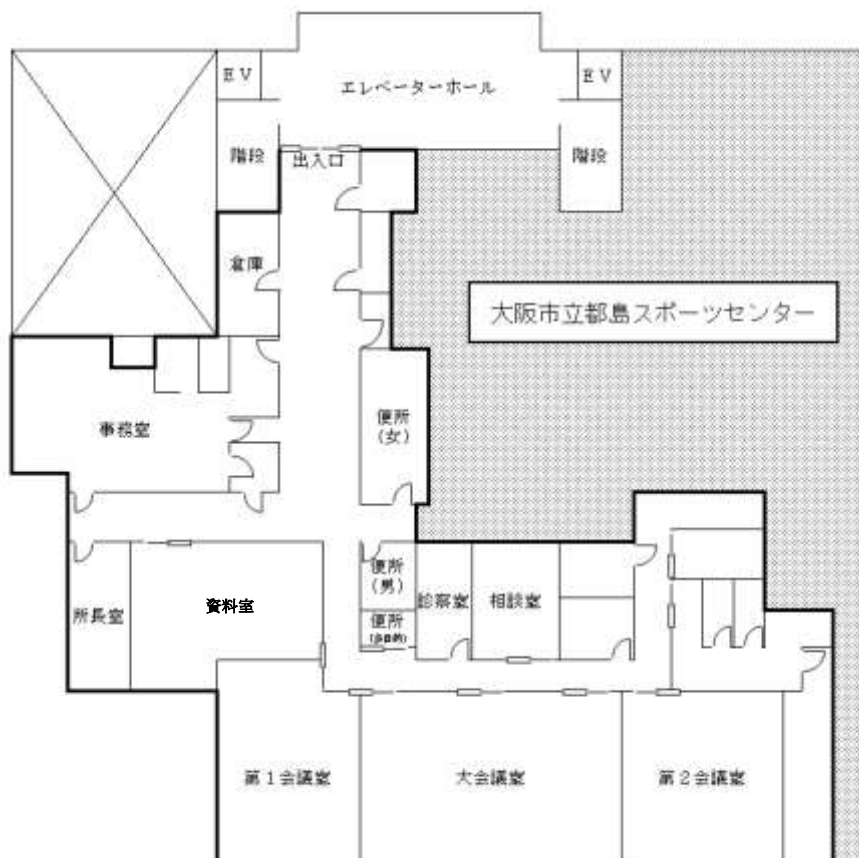 ＥＶ
エレベーターホール
ＥＶ
階段
出入口
階段
倉庫
大阪市立都島スポーツセンター
事務室
便所
(女)
便所
(男)
診察室
相談室
所長室
資料室
便所
(多目的)
第１会議室
大会議室
第２会議室